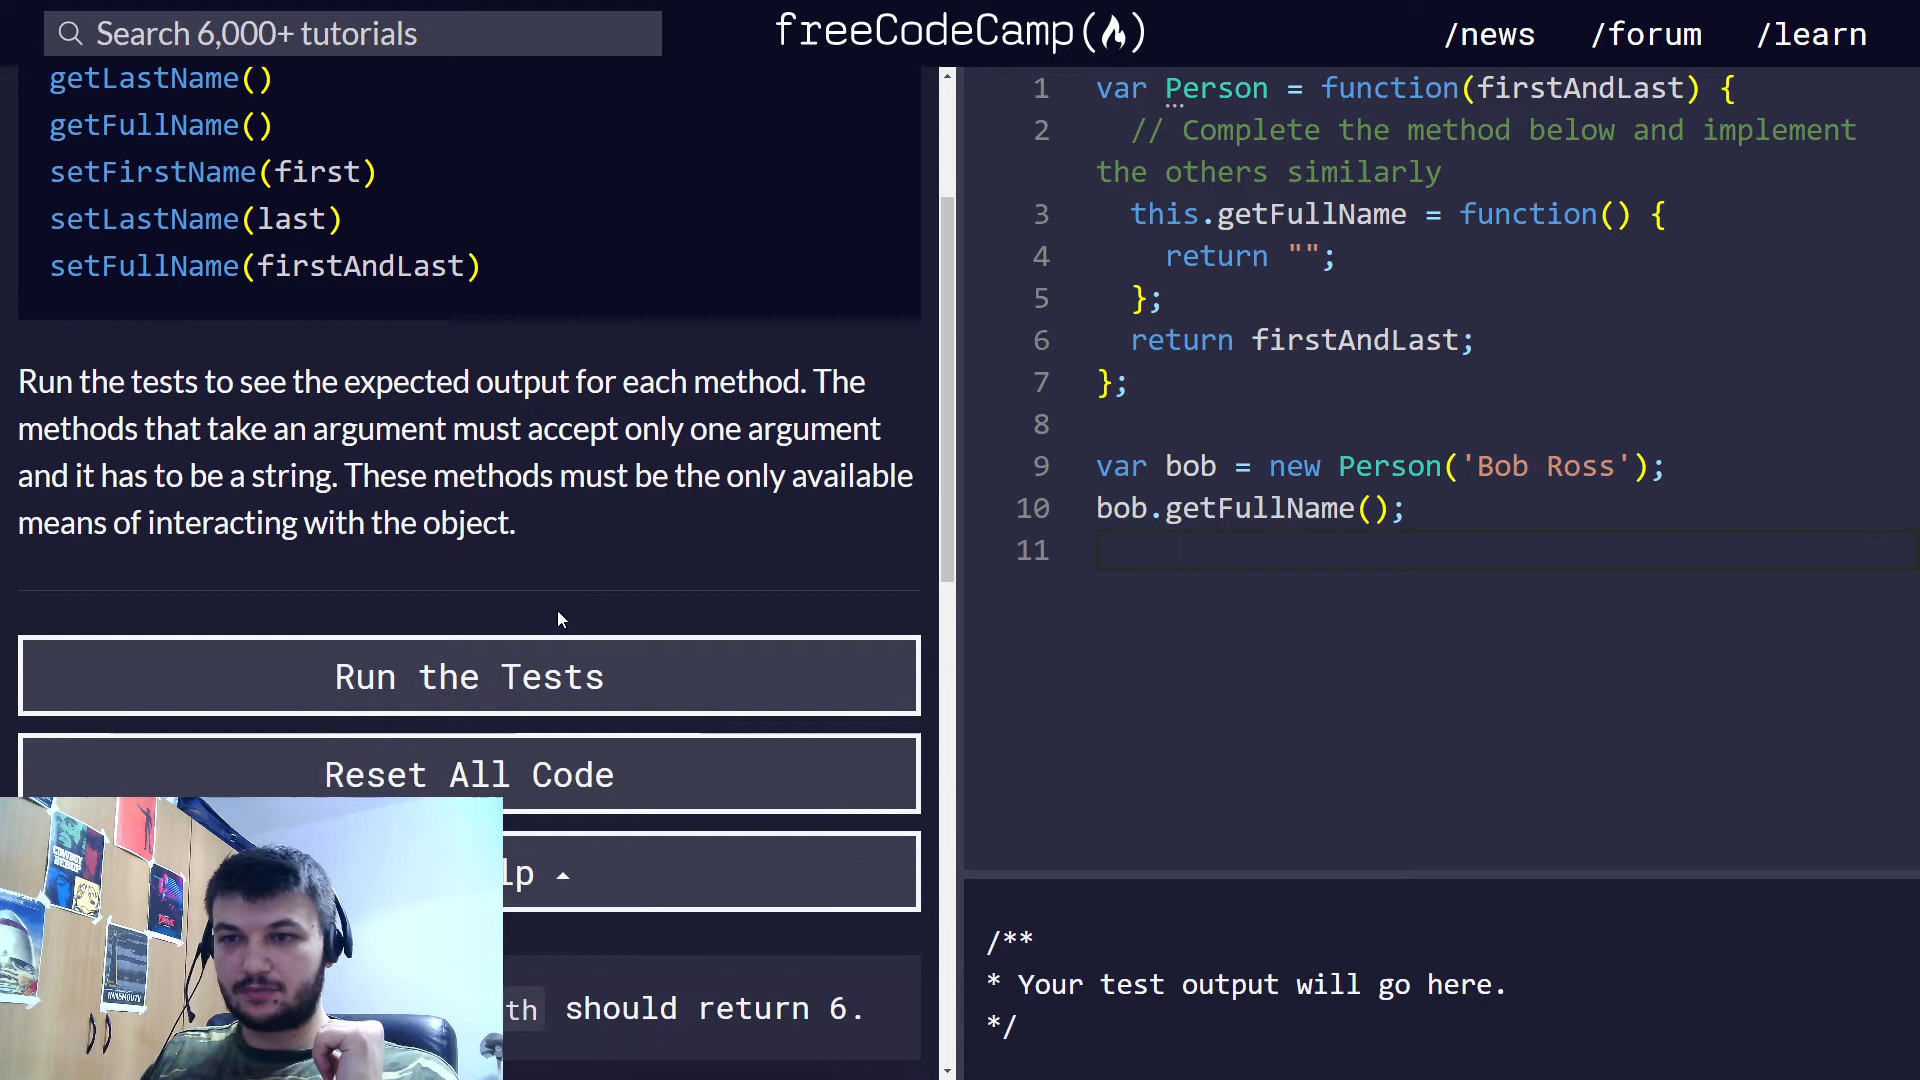 Search 6,000+ tutorials
freeCodeCamp
/news
/forum
/learn
getLastName()
getFullName()
setFirstName(first)
setLastName(last)
setFullName(firstAndLast)
Run the tests to see the expected output for each method. The
methods that take an argument must accept only one argument
and it has to be a string. These methods must be the only available
means of interacting with the object.
Run the Tests
Reset All Code
lp
th should return 6.
1 var Person = function(firstAndLast) {
2 // Complete the method below and implement
the others similarly
3 this.getFullName = function() {
4 return "";
5 };
6 return firstAndLast;
7 };
8
9 var bob = new Person('Bob Ross');
10 bob.getFullName();
11
/**
* Your test output will go here.
*/
COWBOY
BEBOP
DRIVE
INNSMOUTH